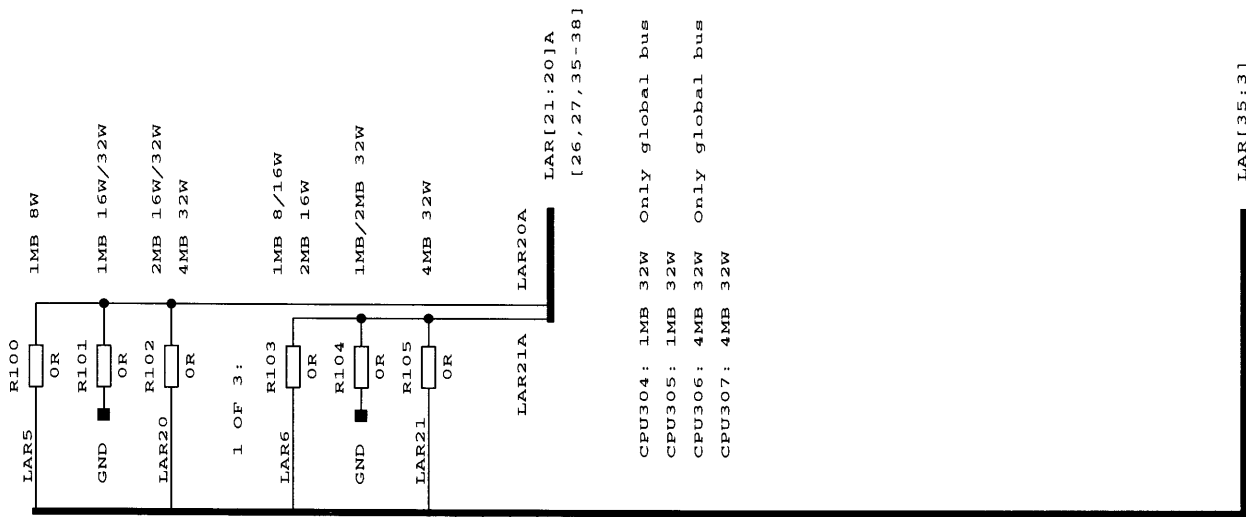 R100
0R
LAR5
1MB 8W
R101
0R
GND
1MB 16W/32W
R102
0R
LAR20
2MB 16W/32W
4MB 32W
1 OF 3:
R103
0R
LAR6
1MB 8/16W
2MB 16W
R104
0R
GND
1MB/2MB 32W
R105
0R
LAR21
4MB 32W
LAR21A
LAR20A
LAR[21:20]A
[26,27,35-38]
CPU304: 1MB 32W Only global bus
CPU305: 1MB 32W
CPU306: 4MB 32W Only global bus
CPU307: 4MB 32W
LAR[35:3]